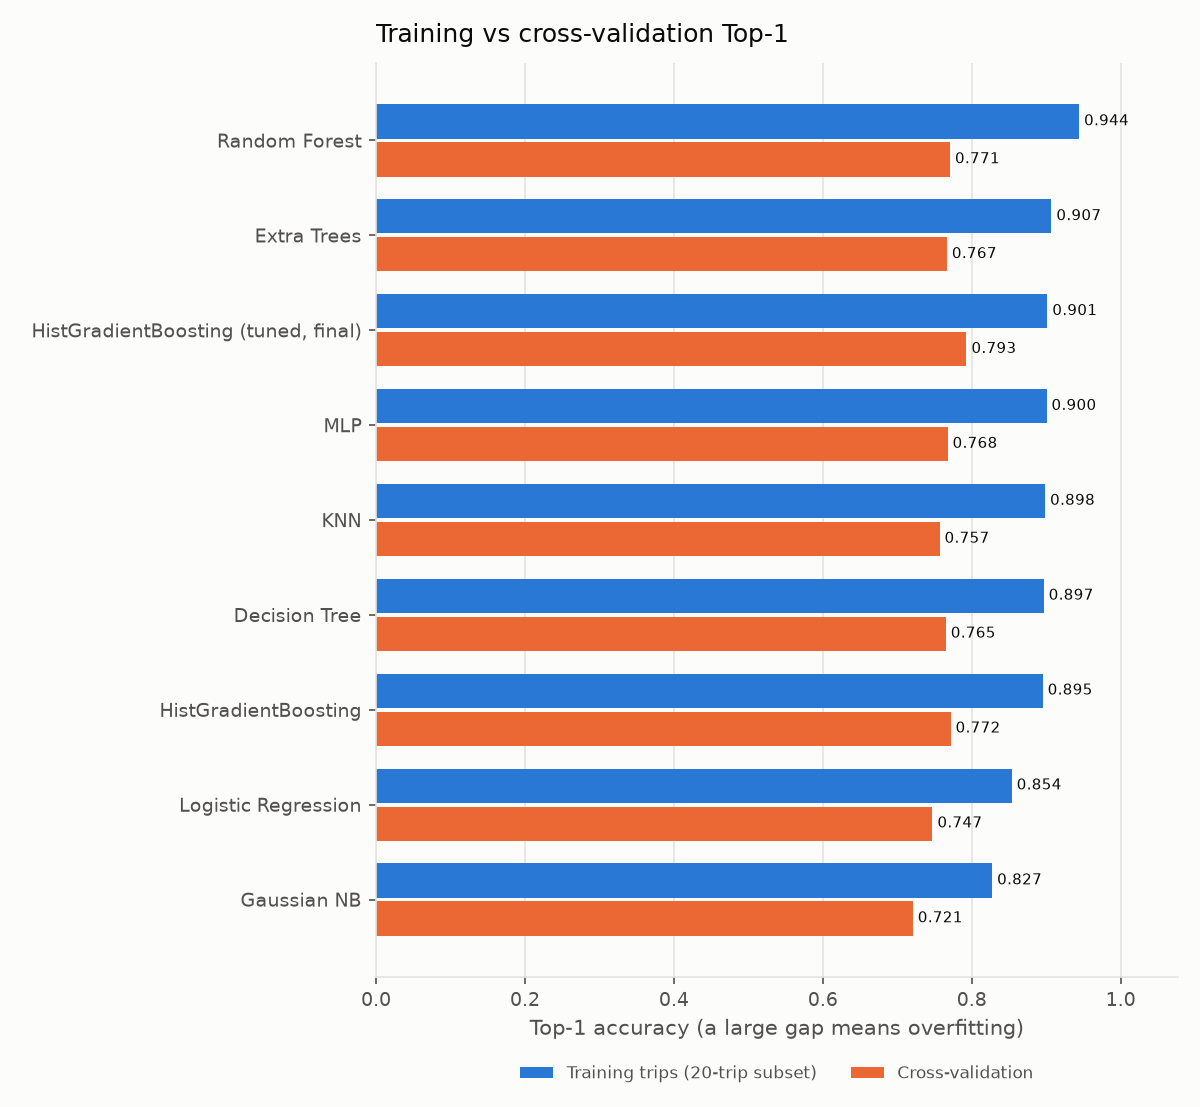 Training vs cross-validation Top-1
Random Forest
0.944
0.771
Extra Trees
0.907
0.767
HistGradientBoosting (tuned, final)
0.901
0.793
MLP
0.900
0.768
KNN
0.898
0.757
Decision Tree
0.897
0.765
HistGradientBoosting
0.895
0.772
Logistic Regression
0.854
0.747
Gaussian NB
0.827
0.721
0.0 0.2 0.4 0.6 0.8 1.0
Top-1 accuracy (a large gap means overfitting)
Training trips (20-trip subset) Cross-validation